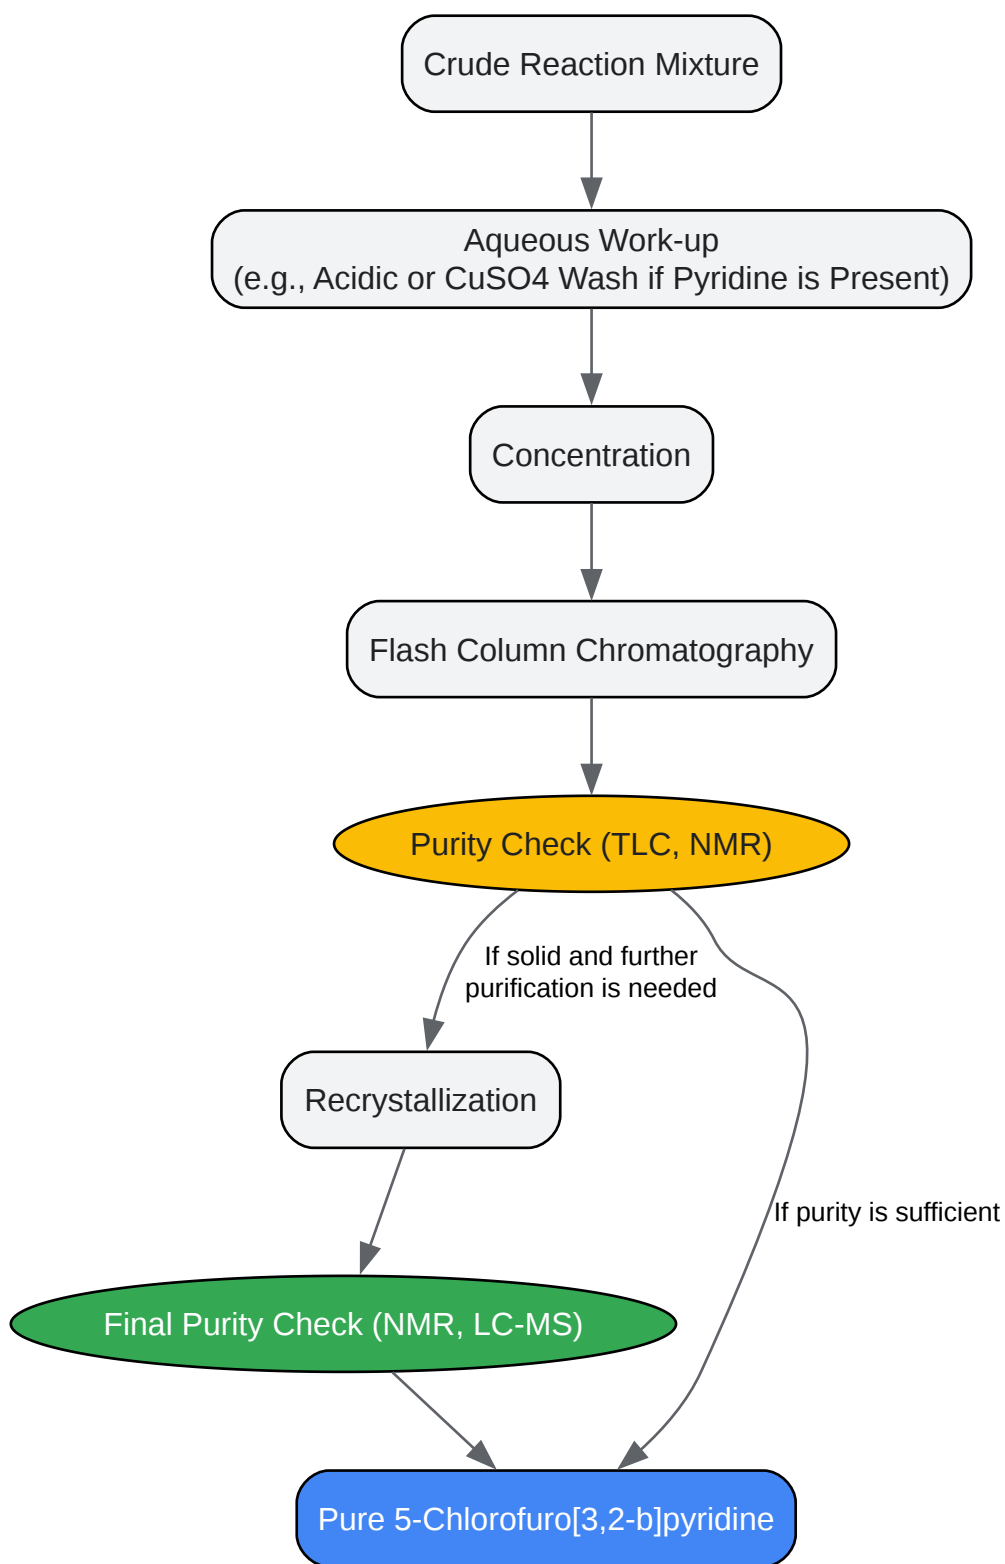 Crude Reaction Mixture
Aqueous Work-up
(e.g., Acidic or CuSO4 Wash if Pyridine is Present)
Concentration
Flash Column Chromatography
Purity Check (TLC, NMR)
If solid and further
purification is needed
Recrystallization
If purity is sufficient
Final Purity Check (NMR, LC-MS)
Pure 5-Chlorofuro[3,2-b]pyridine